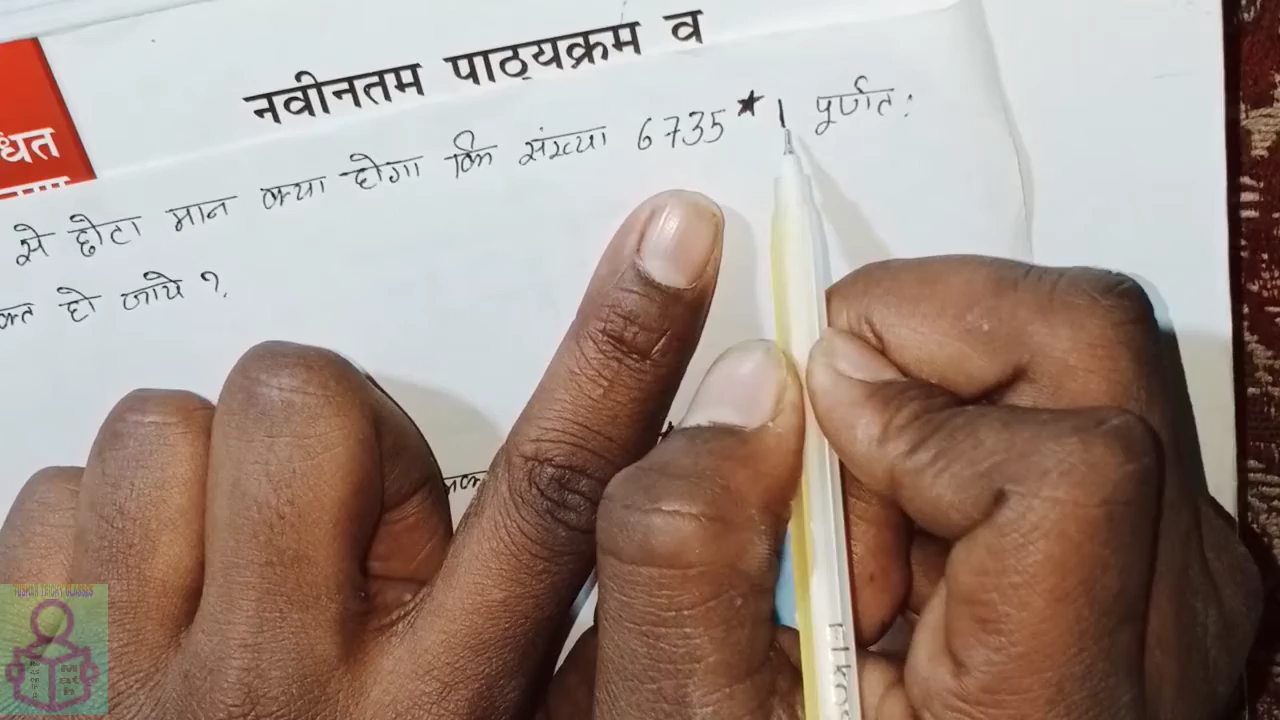 नवीनतम पाठ्यक्रम व
धित
से छोटा मान क्या होगा कि संख्या 6735*1 पूर्णत:
क्त हो जाये ?